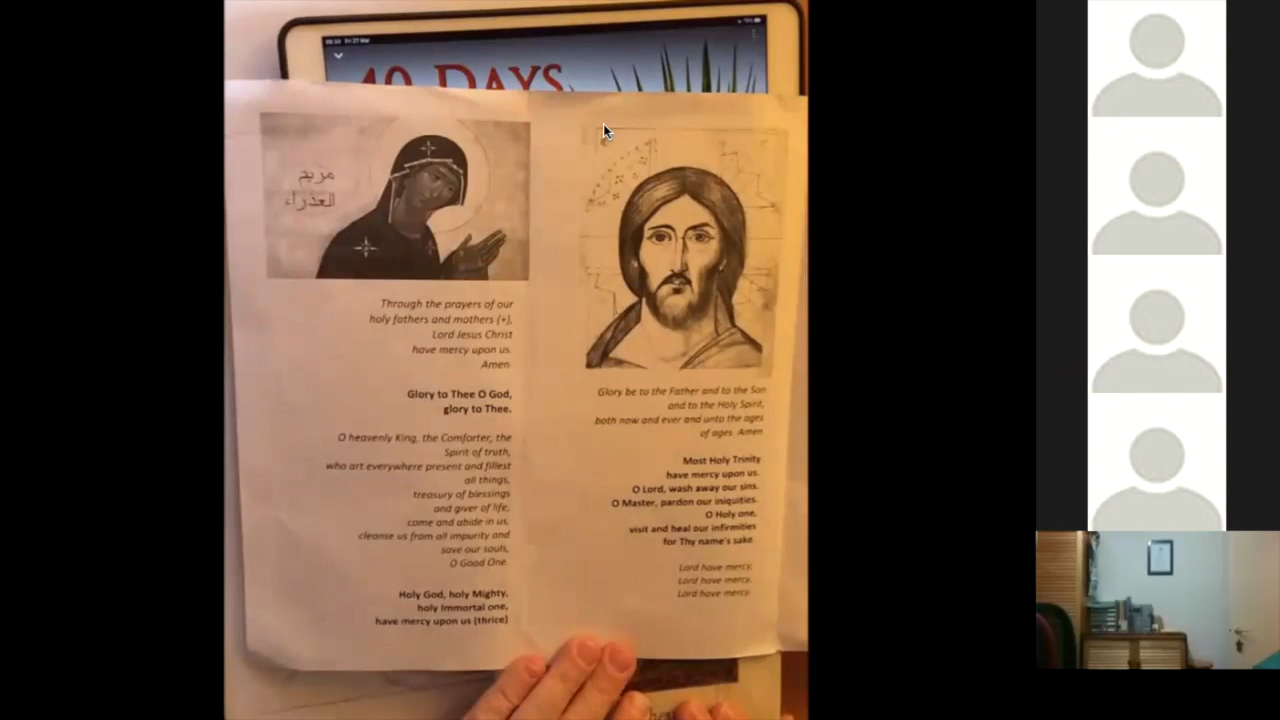 40 DAYS
مريم
العذراء
Through the prayers of our
holy fathers and mothers (+),
Lord Jesus Christ
have mercy upon us.
Amen
Glory to Thee O God,
glory to Thee.
O heavenly King, the Comforter, the
Spirit of truth,
who art everywhere present and fillest
all things,
treasury of blessings
and giver of life,
come and abide in us,
cleanse us from all impurity and
save our souls,
O Good One.
Holy God, holy Mighty,
holy Immortal one,
have mercy upon us (thrice)
Glory be to the Father and to the Son
and to the Holy Spirit,
both now and ever and unto the ages
of ages. Amen
Most Holy Trinity
have mercy upon us.
O Lord, wash away our sins.
O Master, pardon our iniquities.
O Holy one,
visit and heal our infirmities
for Thy name's sake.
Lord have mercy.
Lord have mercy.
Lord have mercy.